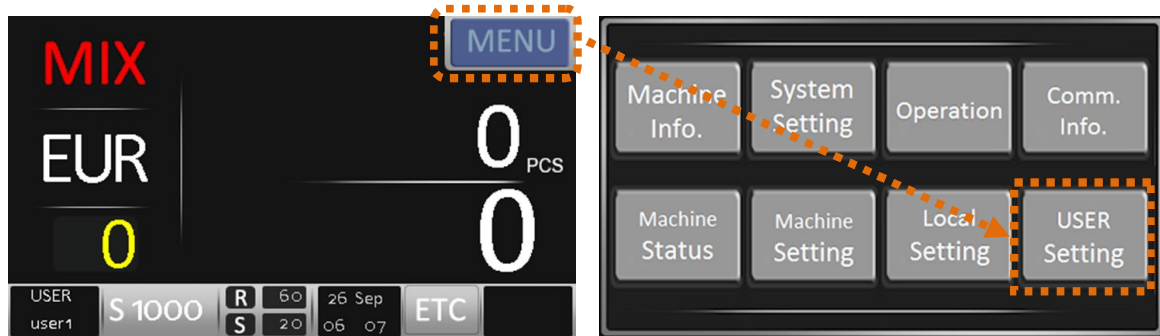 MIX
MENU
EUR
0 PCS
0
0
USER
user1
S 1000
R 60
S 20
26 Sep
06 07
ETC
Machine
Info.
System
Setting
Operation
Comm.
Info.
Machine
Status
Machine
Setting
Local
Setting
USER
Setting